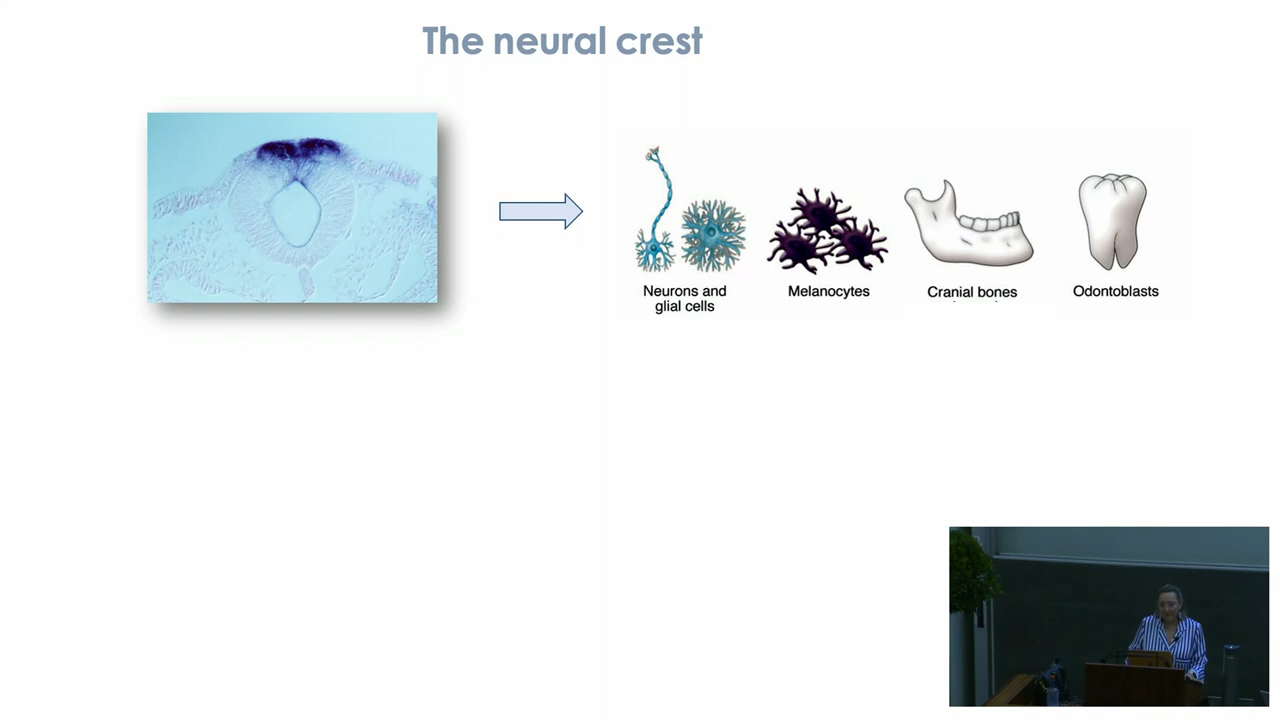 The neural crest
Neurons and
glial cells
Melanocytes
Cranial bones
Odontoblasts